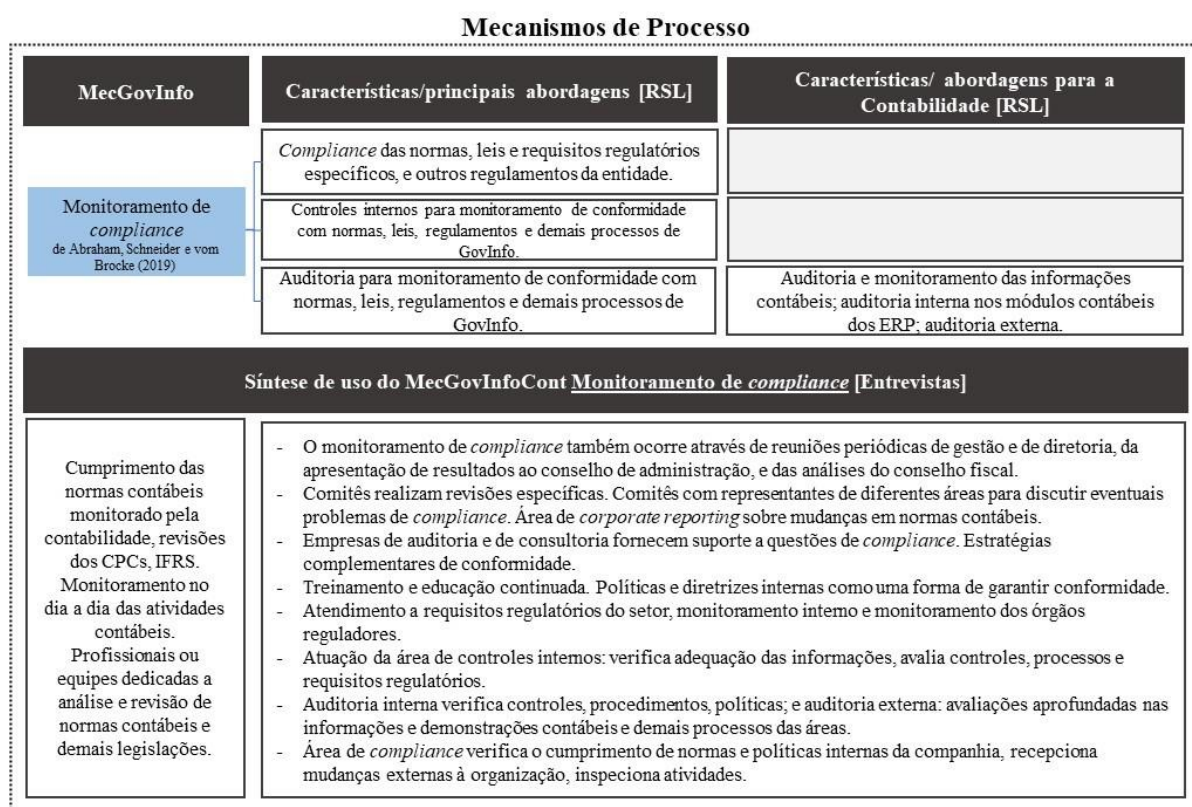 Mecanismos de Processo
MecGovInfo
Características/principais abordagens [RSL]
Características/ abordagens para a
Contabilidade [RSL]
Monitoramento de
compliance
de Abraham, Schneider e vom
Brocke (2019)
Compliance das normas, leis e requisitos regulatórios
específicos, e outros regulamentos da entidade.
Controles internos para monitoramento de conformidade
com normas, leis, regulamentos e demais processos de
GovInfo.
Auditoria para monitoramento de conformidade com
normas, leis, regulamentos e demais processos de
GovInfo.
Auditoria e monitoramento das informações
contábeis; auditoria interna nos módulos contábeis
dos ERP; auditoria externa.
Síntese de uso do MecGovInfoCont Monitoramento de compliance [Entrevistas]
Cumprimento das
normas contábeis
monitorado pela
contabilidade, revisões
dos CPCs, IFRS.
Monitoramento no
dia a dia das atividades
contábeis.
Profissionais ou
equipes dedicadas a
análise e revisão de
normas contábeis e
demais legislações.
- O monitoramento de compliance também ocorre através de reuniões periódicas de gestão e de diretoria, da
apresentação de resultados ao conselho de administração, e das análises do conselho fiscal.
- Comitês realizam revisões específicas. Comitês com representantes de diferentes áreas para discutir eventuais
problemas de compliance. Área de corporate reporting sobre mudanças em normas contábeis.
- Empresas de auditoria e de consultoria fornecem suporte a questões de compliance. Estratégias
complementares de conformidade.
- Treinamento e educação continuada. Políticas e diretrizes internas como uma forma de garantir conformidade.
- Atendimento a requisitos regulatórios do setor, monitoramento interno e monitoramento dos órgãos
reguladores.
- Atuação da área de controles internos: verifica adequação das informações, avalia controles, processos e
requisitos regulatórios.
- Auditoria interna verifica controles, procedimentos, políticas; e auditoria externa: avaliações aprofundadas nas
informações e demonstrações contábeis e demais processos das áreas.
- Área de compliance verifica o cumprimento de normas e políticas internas da companhia, recepciona
mudanças externas à organização, inspeciona atividades.